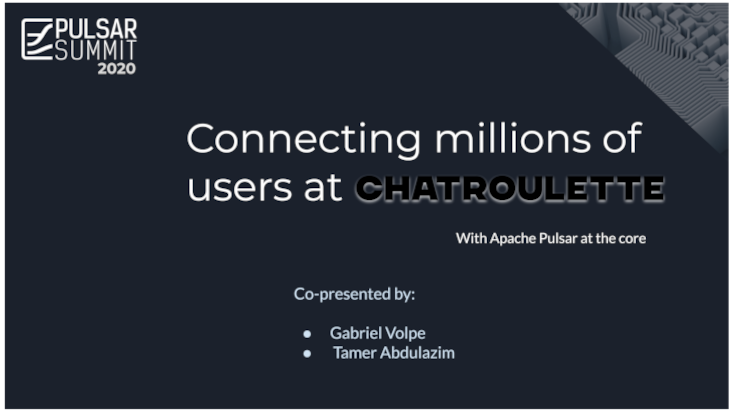 PULSAR
SUMMIT
2020
Connecting millions of
users at CHATROULETTE
With Apache Pulsar at the core
Co-presented by:
● Gabriel Volpe
● Tamer Abdulazim